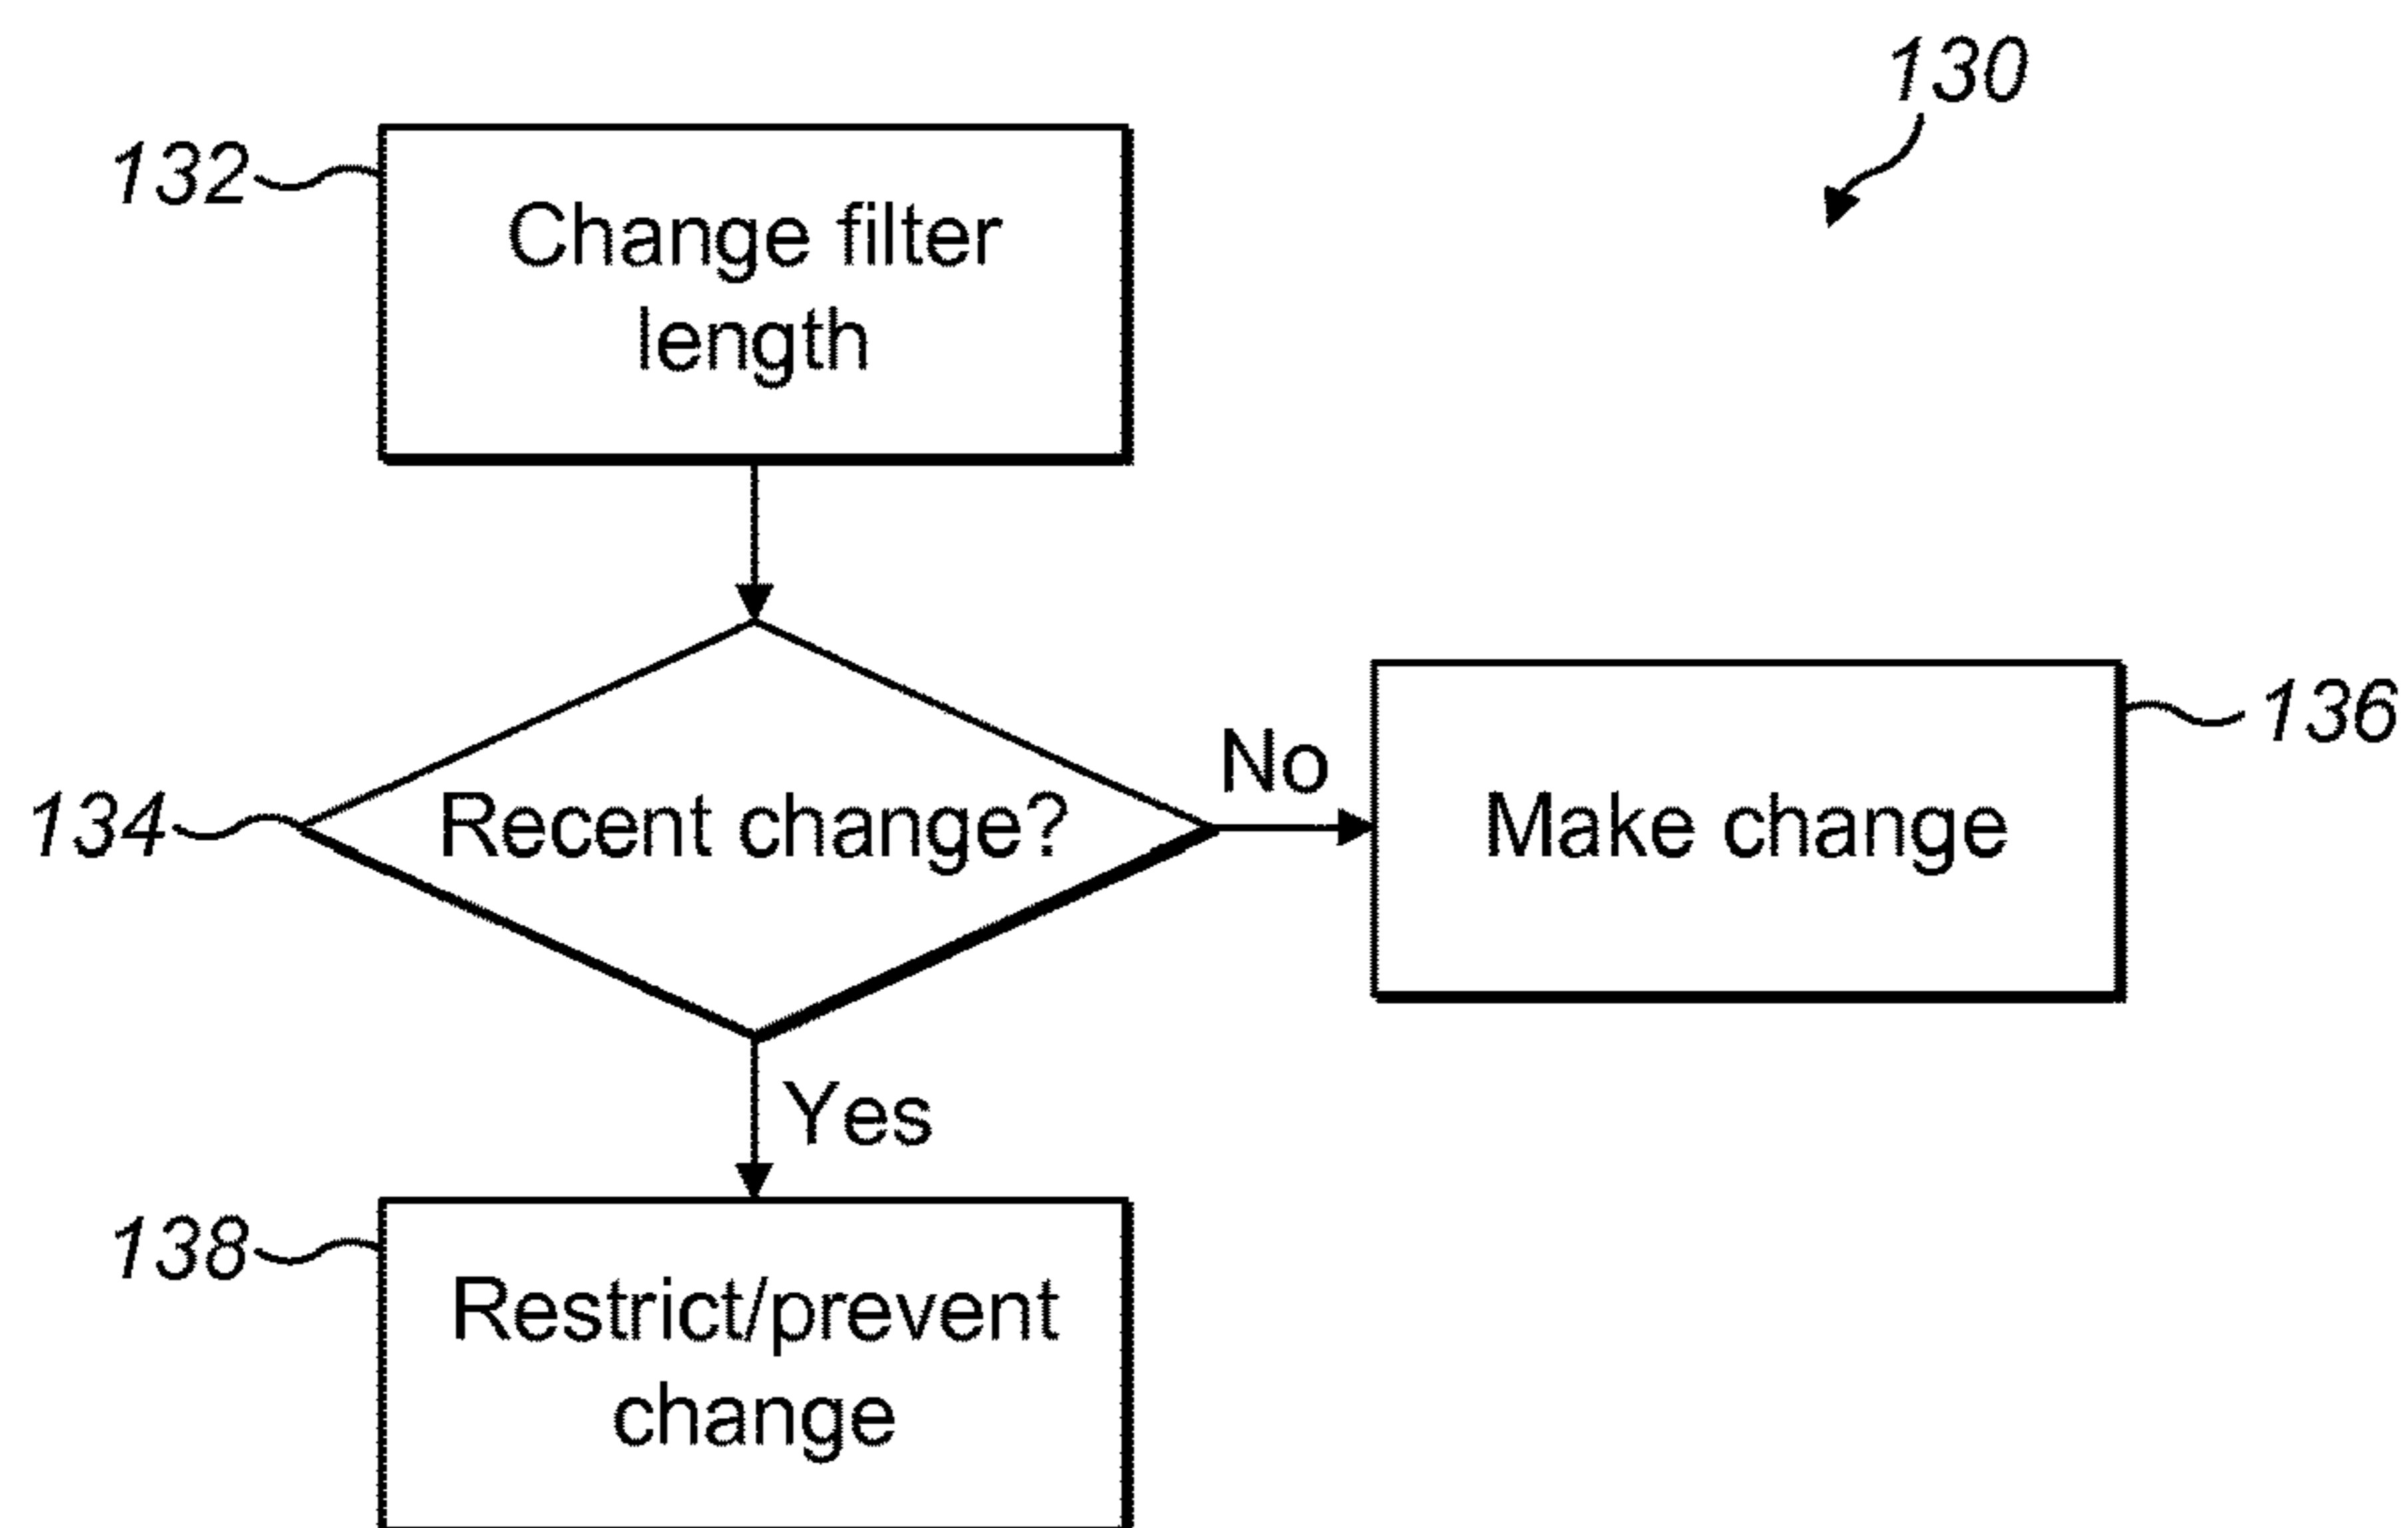 130
132
Change filter
length
134
Recent change?
No
Make change
136
Yes
138
Restrict/prevent
change